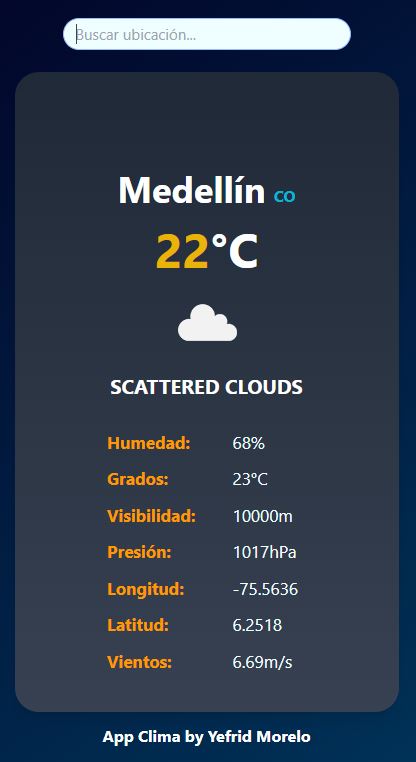 Buscar ubicación...
Medellín CO
22°C
SCATTERED CLOUDS
Humedad: 68%
Grados: 23°C
Visibilidad: 10000m
Presión: 1017hPa
Longitud: -75.5636
Latitud: 6.2518
Vientos: 6.69m/s
App Clima by Yefrid Morelo